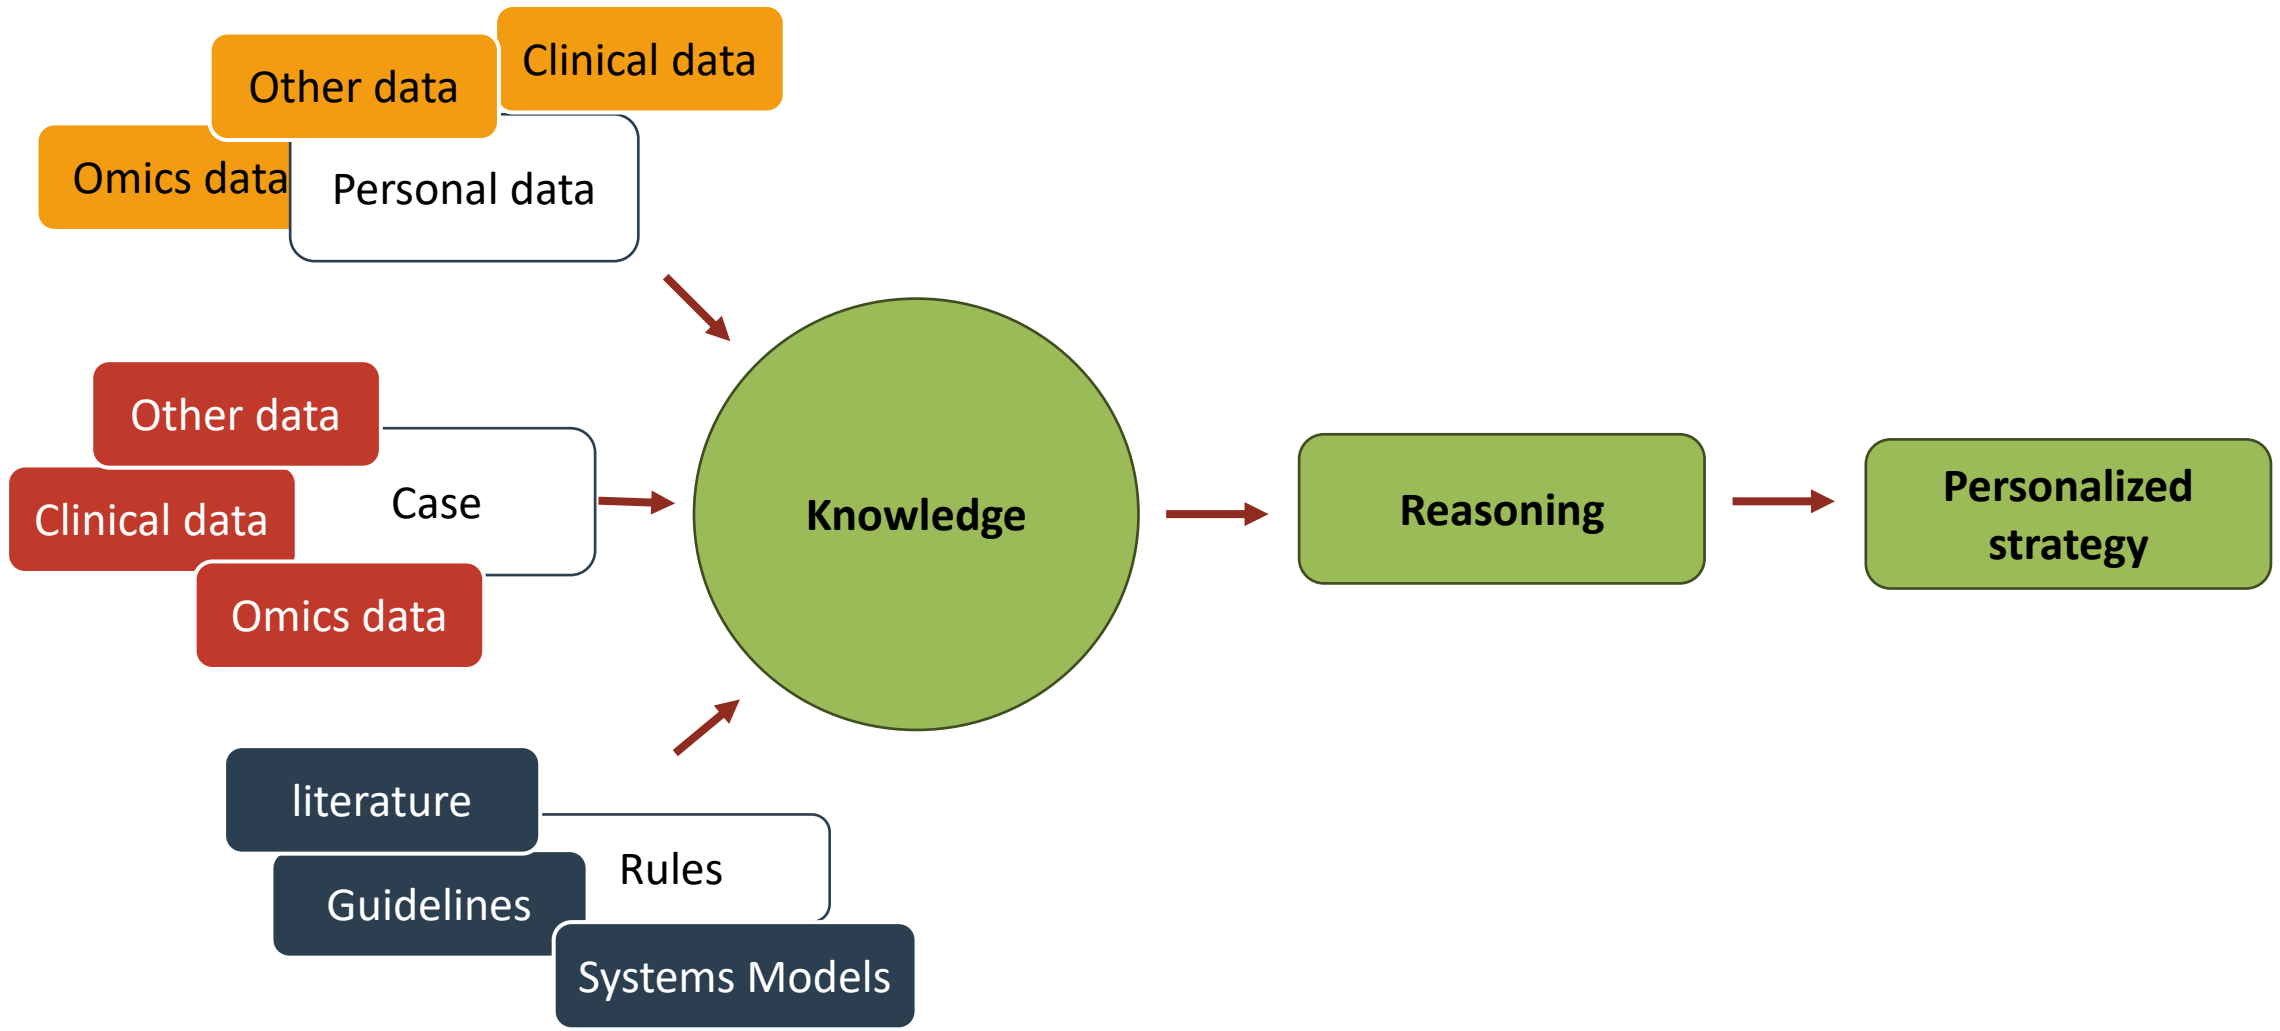 Clinical data
Other data
Omics data
Personal data
Other data
Clinical data
Case
Omics data
literature
Rules
Guidelines
Systems Models
Knowledge
Reasoning
Personalized
strategy